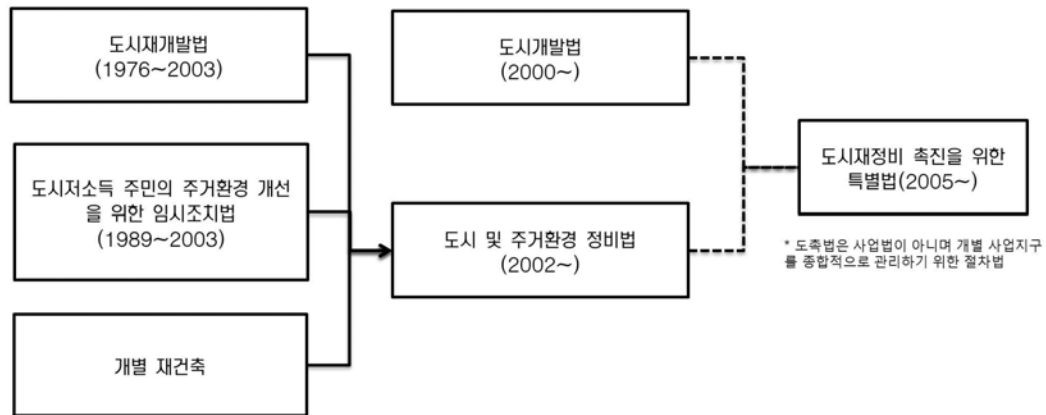 도시재개발법
(1976~2003)
도시저소득 주민의 주거환경 개선
을 위한 임시조치법
(1989~2003)
개별 재건축
도시개발법
(2000~)
도시 및 주거환경 정비법
(2002~)
도시재정비 촉진을 위한
특별법(2005~)
* 도촉법은 사업법이 아니며 개별 사업지구
를 종합적으로 관리하기 위한 절차법